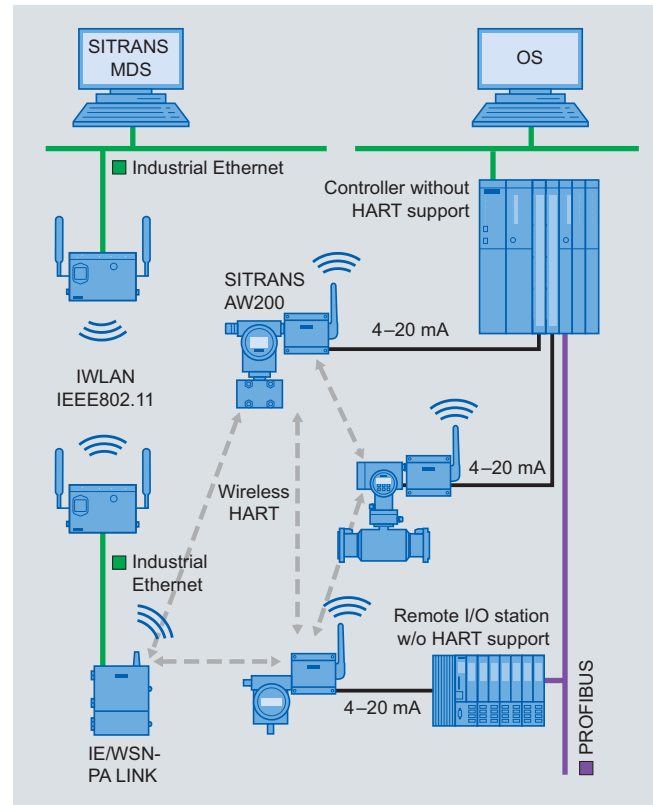 SITRANS
MDS
OS
Industrial Ethernet
Controller without
HART support
SITRANS
AW200
4–20 mA
IWLAN
IEEE802.11
4–20 mA
Wireless
HART
Industrial
Ethernet
Remote I/O station
w/o HART support
4–20 mA
PROFIBUS
IE/WSN-
PA LINK